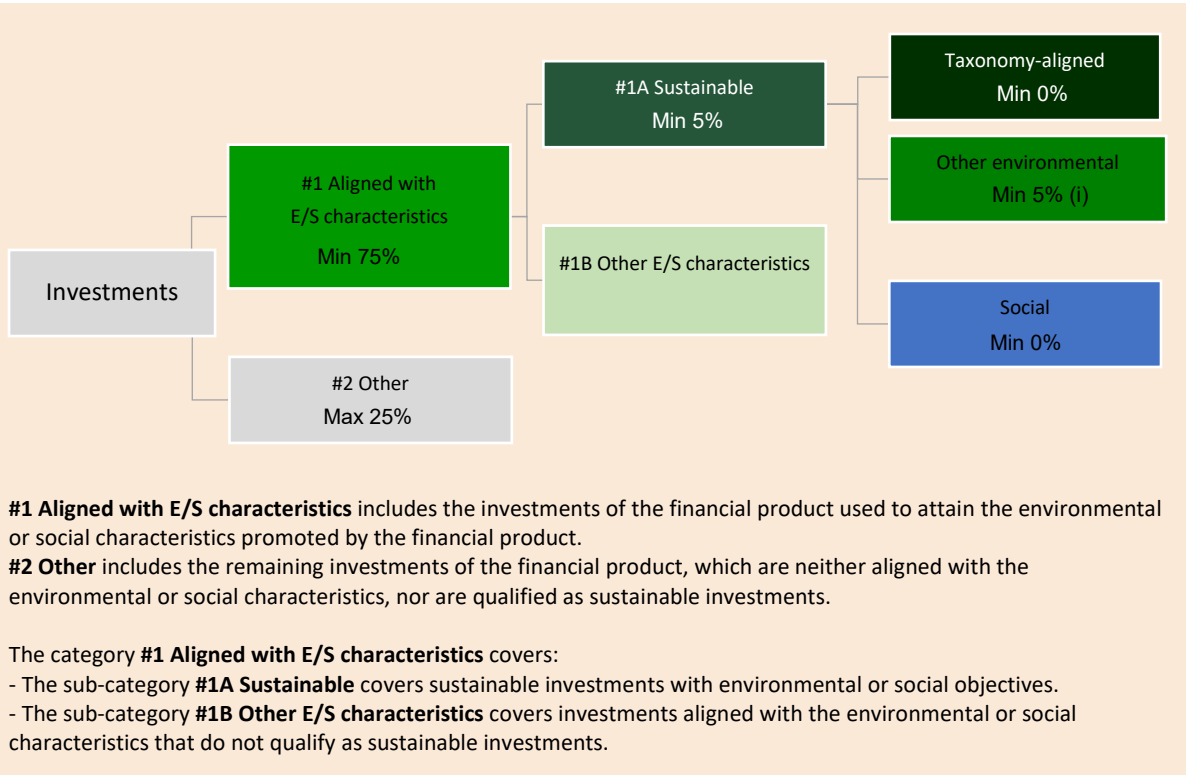 Investments
#1 Aligned with
E/S characteristics
Min 75%
#2 Other
Max 25%
#1A Sustainable
Min 5%
#1B Other E/S characteristics
Taxonomy-aligned
Min 0%
Other environmental
Min 5% (i)
Social
Min 0%
#1 Aligned with E/S characteristics includes the investments of the financial product used to attain the environmental
or social characteristics promoted by the financial product.
#2 Other includes the remaining investments of the financial product, which are neither aligned with the
environmental or social characteristics, nor are qualified as sustainable investments.
The category #1 Aligned with E/S characteristics covers:
- The sub-category #1A Sustainable covers sustainable investments with environmental or social objectives.
- The sub-category #1B Other E/S characteristics covers investments aligned with the environmental or social
characteristics that do not qualify as sustainable investments.